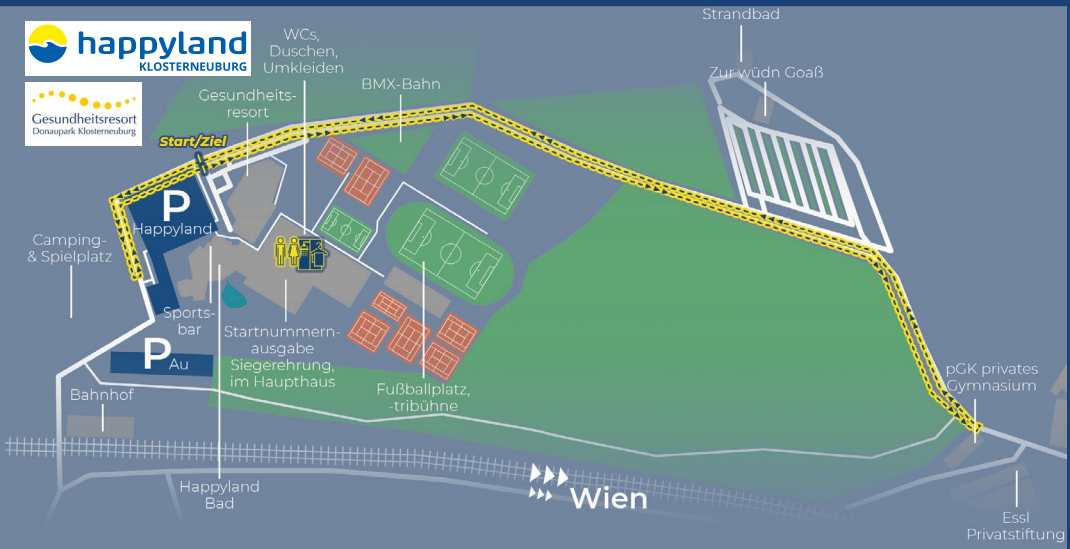 happyland
KLOSTERNEUBURG
Gesundheitsresort
Donaupark Klosterneuburg
Strandbad
Zur wüdn Goaß
WCs,
Duschen,
Umkleiden
BMX-Bahn
Gesundheits-
resort
Start/Ziel
P
Happyland
Camping-
& Spielplatz
Sports-
bar
Startnummern-
ausgabe
Siegerehrung,
im Haupthaus
P Au
Fußballplatz,
-tribühne
pGK privates
Gymnasium
Bahnhof
Happyland
Bad
Wien
Essl
Privatstiftung